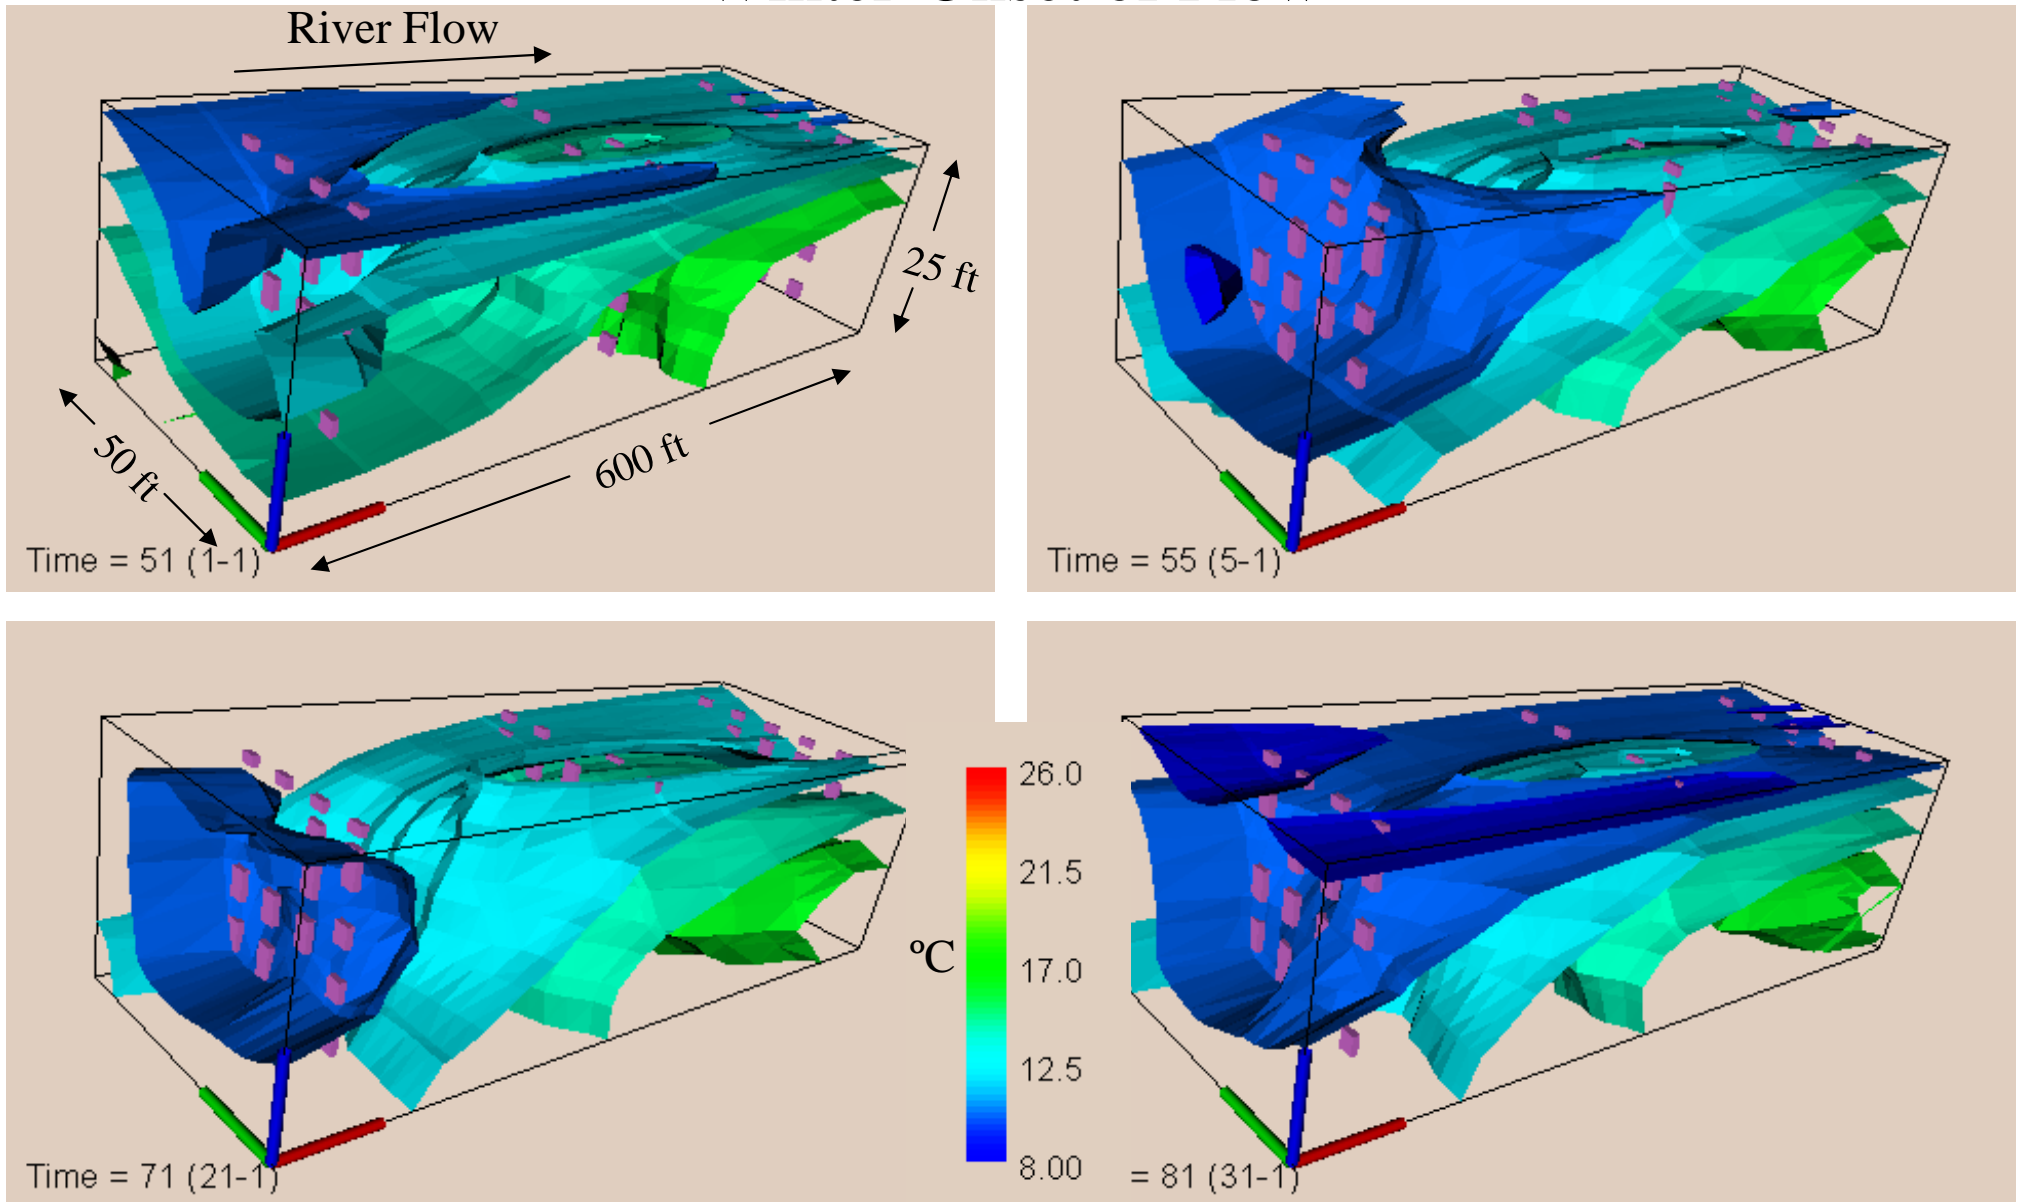 River Flow
25 ft
50 ft
600 ft
Time = 51 (1-1)
Time = 55 (5-1)
ºC
26.0
21.5
17.0
12.5
8.00
Time = 71 (21-1)
= 81 (31-1)